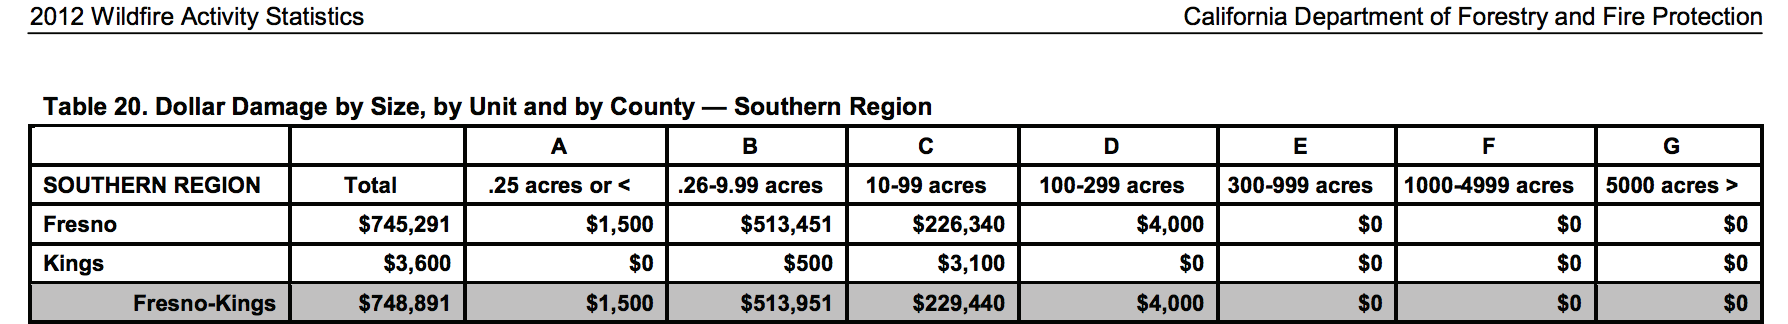 2012 Wildfire Activity Statistics California Department of Forestry and Fire Protection
Table 20. Dollar Damage by Size, by Unit and by County — Southern Region
A B C D E F G
SOUTHERN REGION Total .25 acres or < .26-9.99 acres 10-99 acres 100-299 acres 300-999 acres 1000-4999 acres 5000 acres >
Fresno $745,291 $1,500 $513,451 $226,340 $4,000 $0 $0 $0
Kings $3,600 $0 $500 $3,100 $0 $0 $0 $0
Fresno-Kings $748,891 $1,500 $513,951 $229,440 $4,000 $0 $0 $0